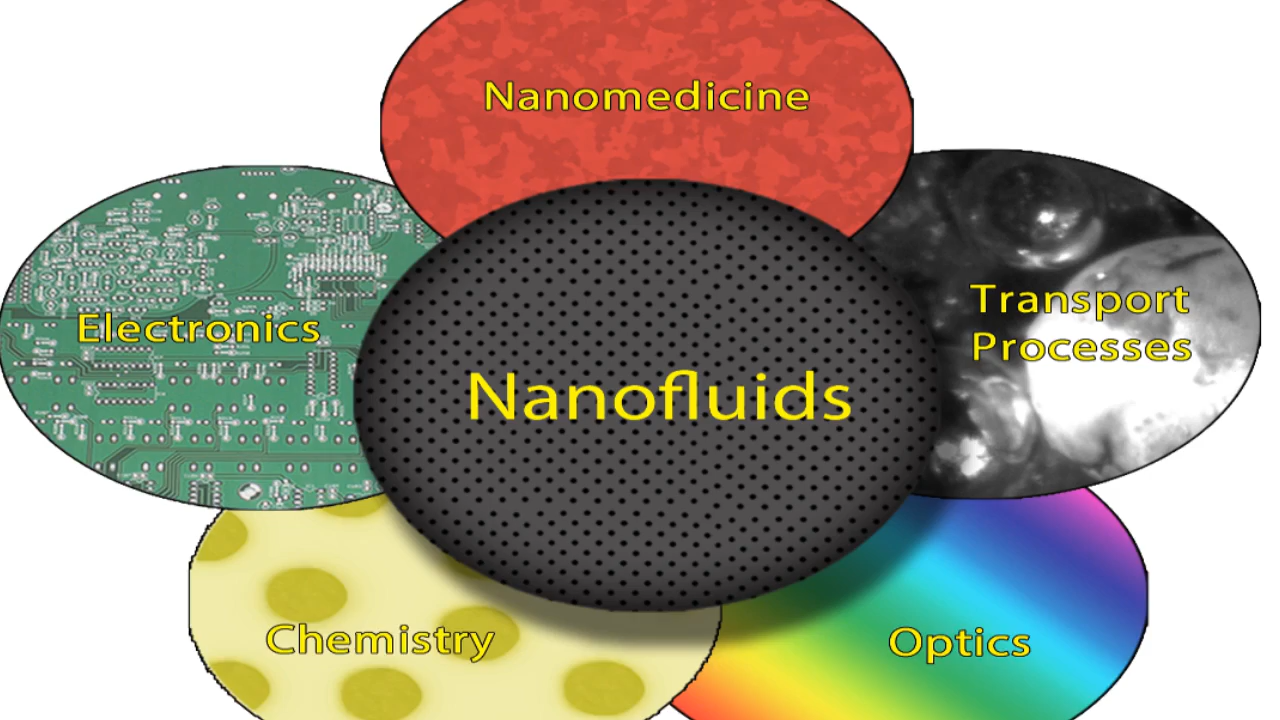 Nanomedicine
Electronics
Transport
Processes
Nanofluids
Chemistry
Optics